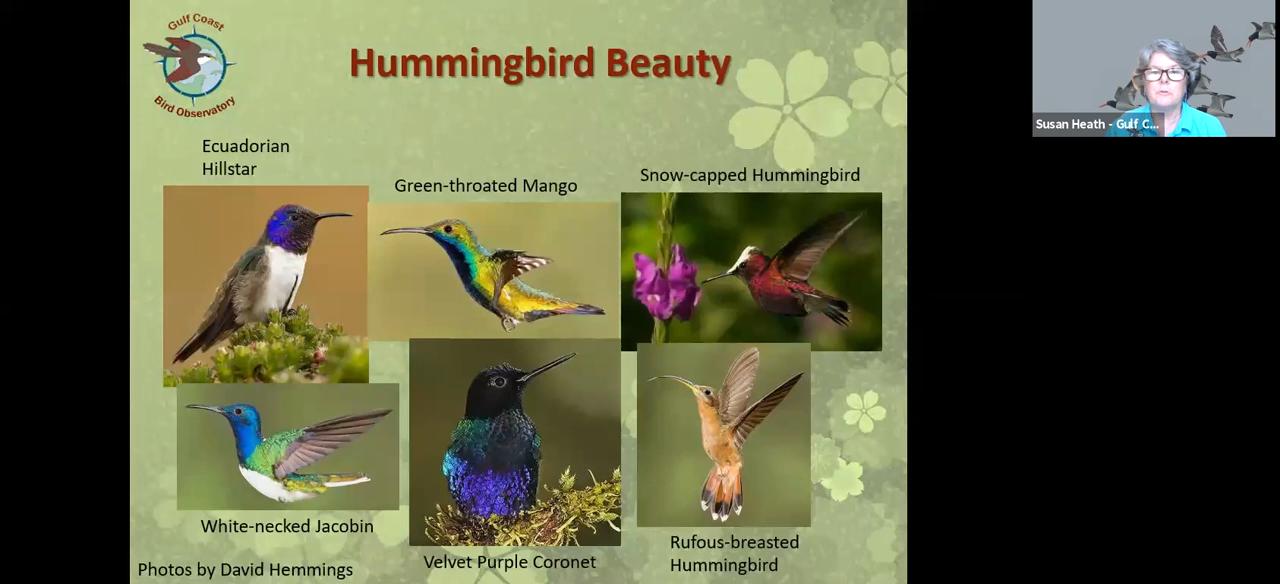 Gulf Coast
Bird Observatory
Hummingbird Beauty
Susan Heath - Gulf C...
Ecuadorian
Hillstar
Green-throated Mango
Snow-capped Hummingbird
White-necked Jacobin
Velvet Purple Coronet
Rufous-breasted
Hummingbird
Photos by David Hemmings